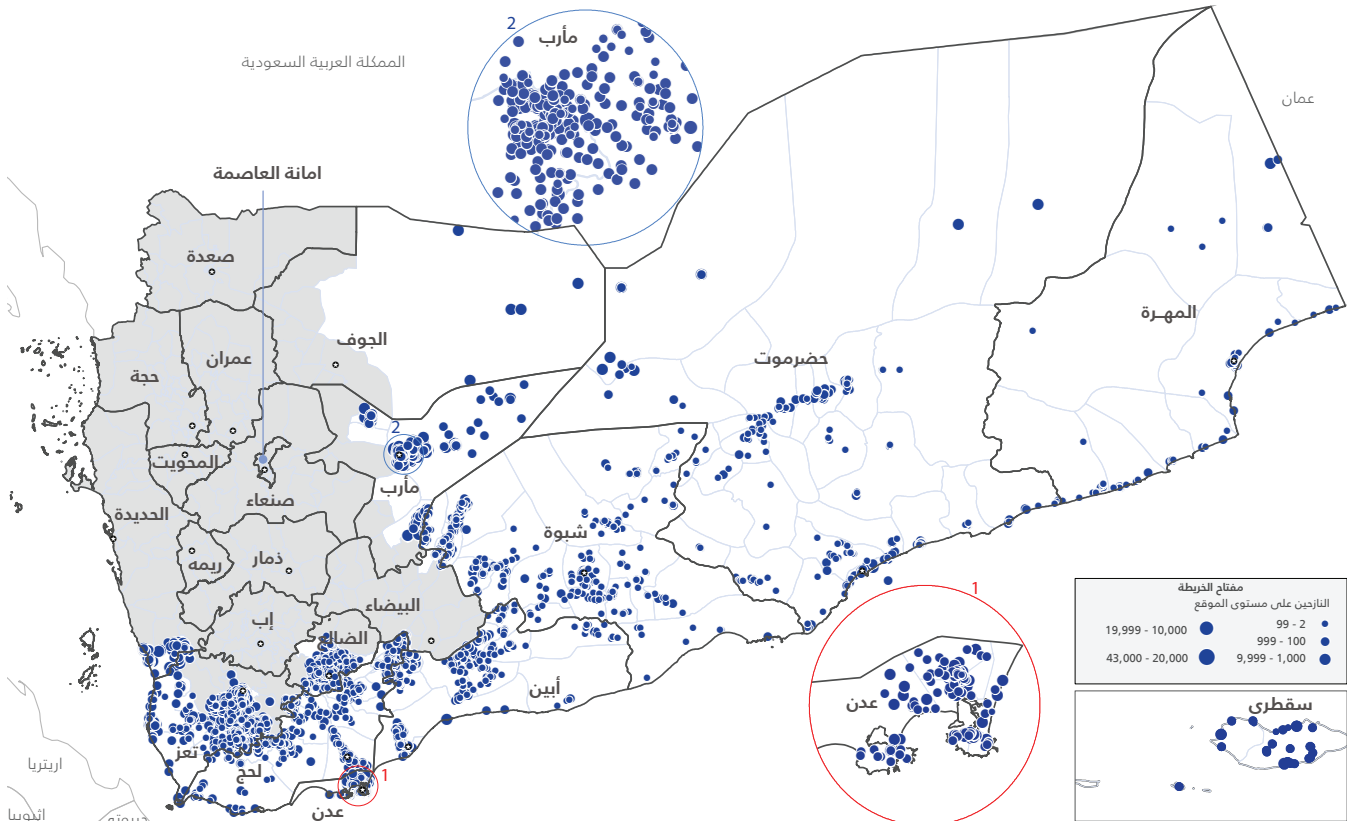 2
مأرب
المملكة العربية السعودية
عمان
امانة العاصمة
صعدة
المهـرة
الجوف
عمران
حضرموت
حجة
2
المحويت
مأرب
صنعاء
الحديدة
شبوة
ذمار
ريمه
البيضاء
1
مفتاح الخريطة
النازحين على مستوى الموقع
2 - 99
100 - 999
1,000 - 9,999
10,000 - 19,999
20,000 - 43,000
إب
الضالع
أبين
عدن
سقطرى
تعز
لحج
اريتريا
1
عدن
اثيوبيا